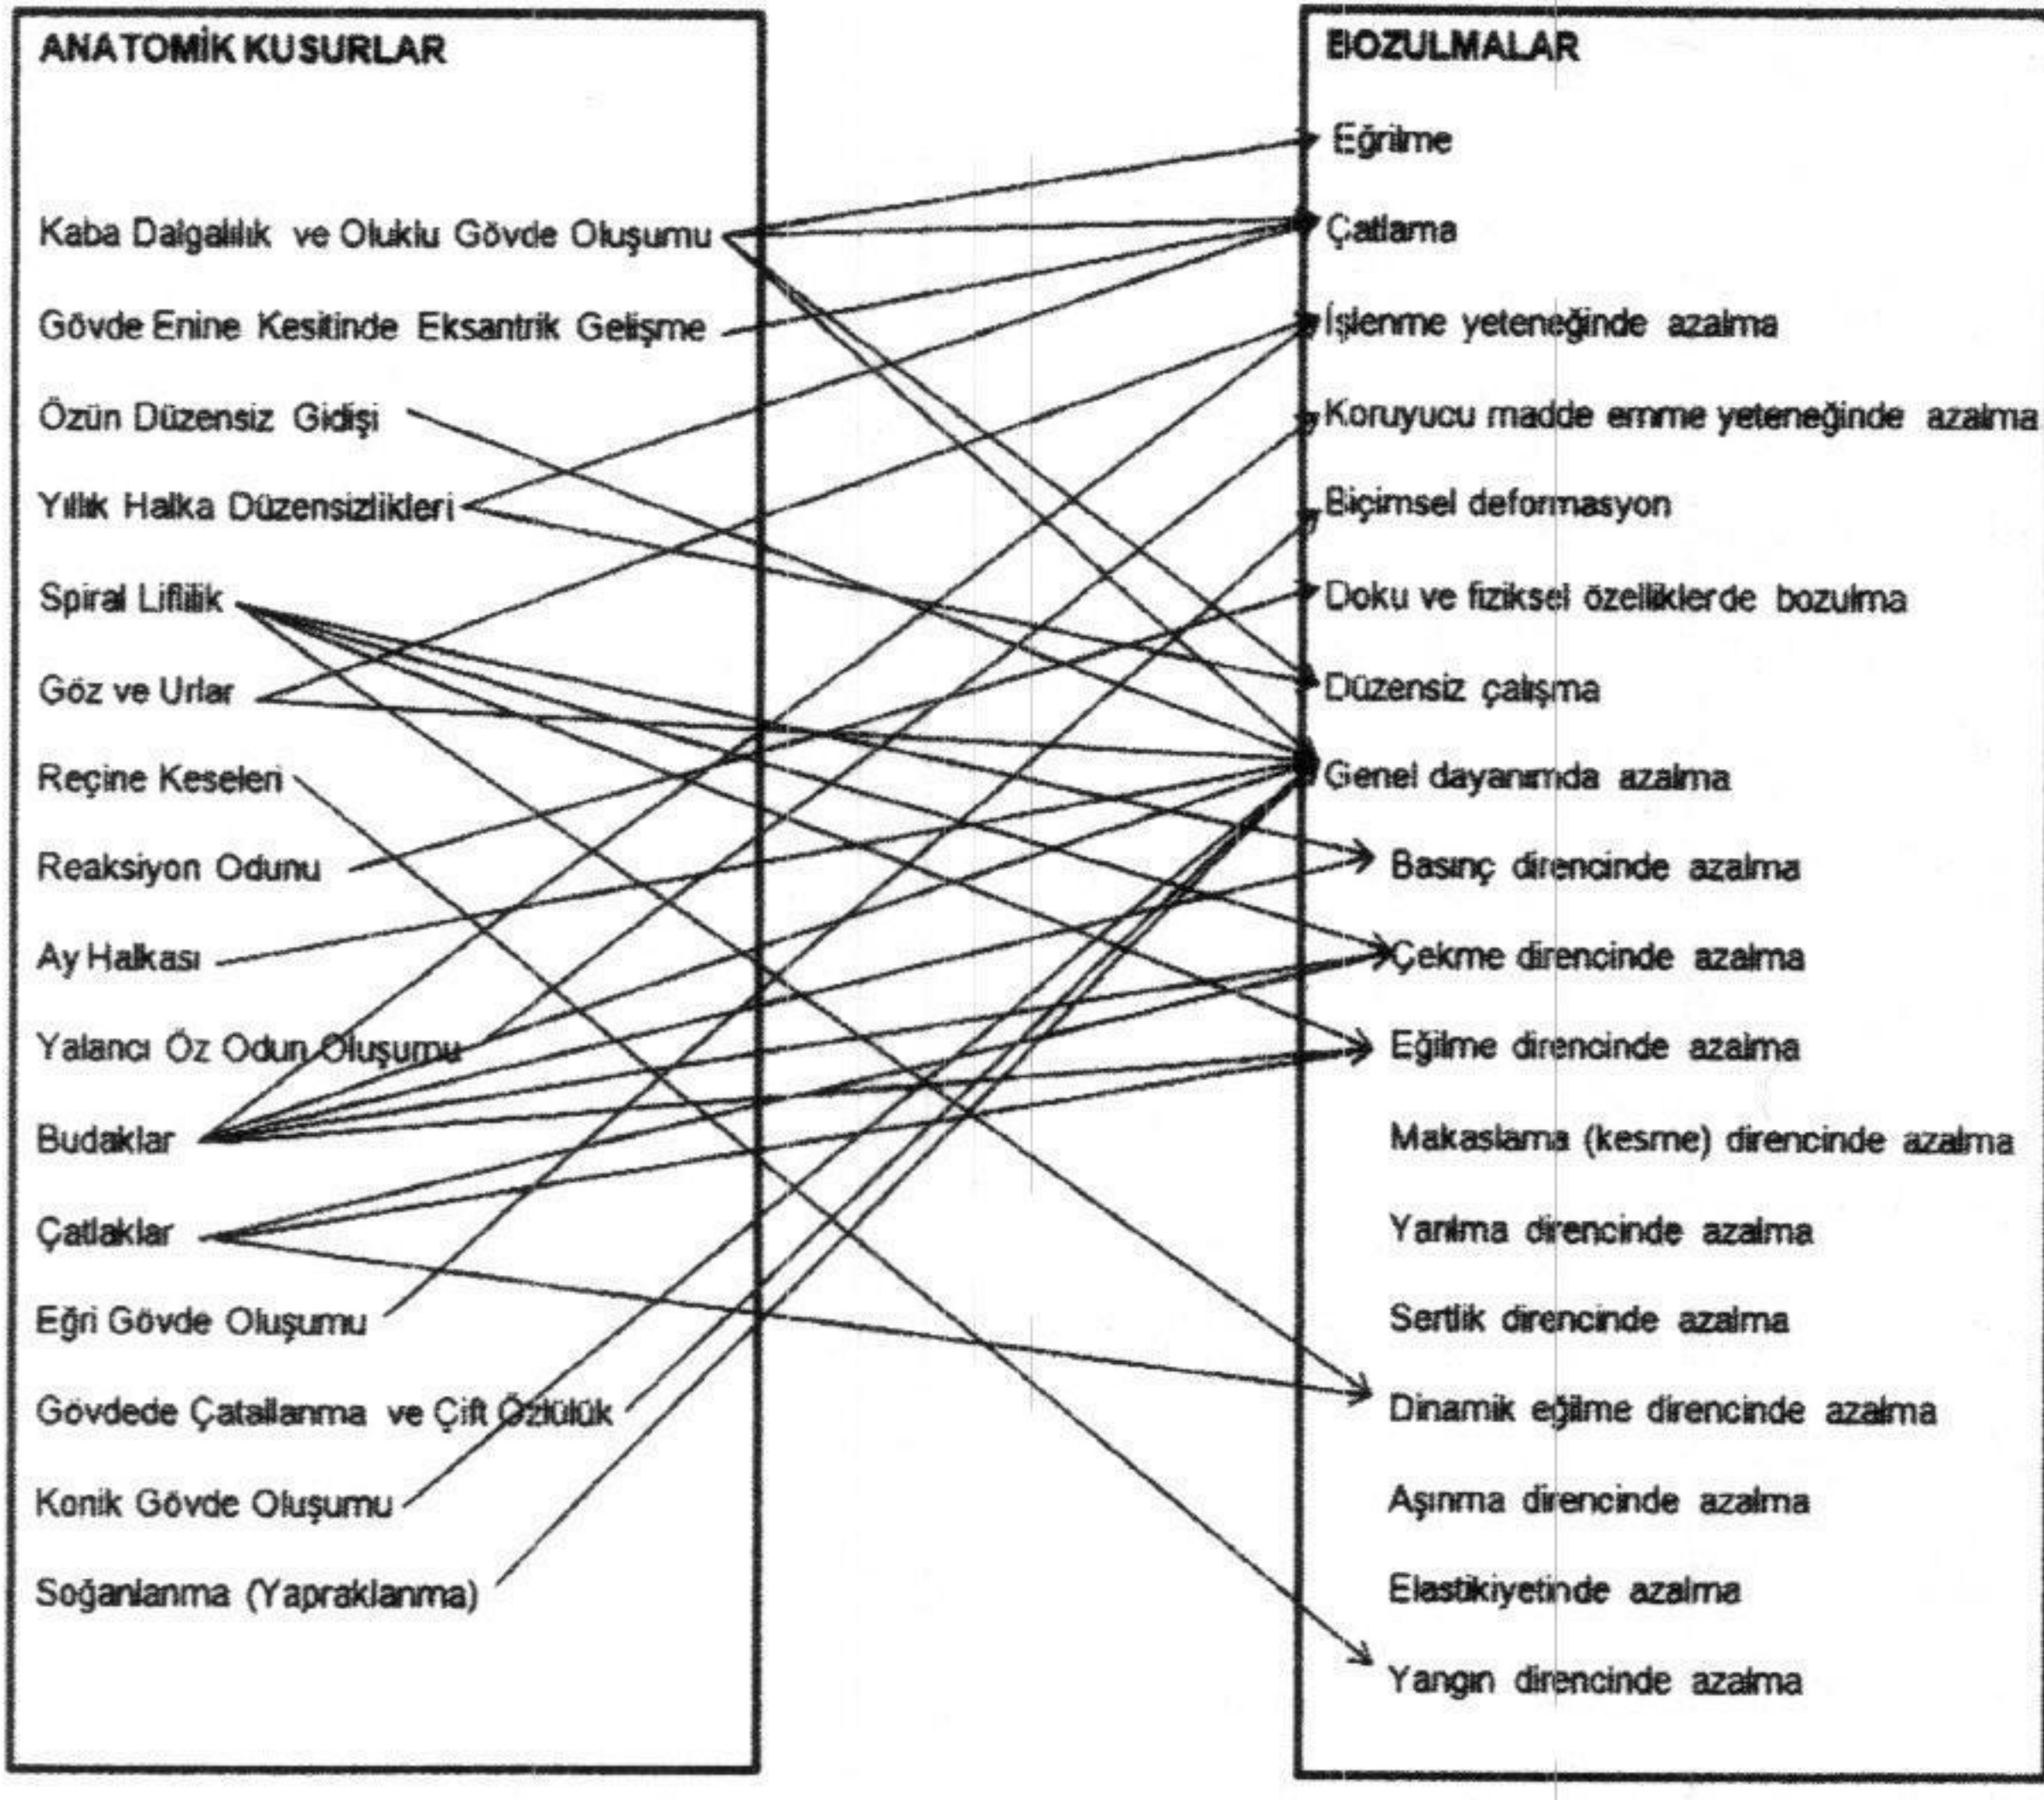 ANATOMİK KUSURLAR
Kaba Dalgalılık ve Oluklu Gövde Oluşumu
Gövde Enine Kesitinde Eksantrik Gelişme
Özün Düzensiz Gidişi
Yıllık Halka Düzensizlikleri
Spiral Liflilik
Göz ve Urlar
Reçine Keseleri
Reaksiyon Odunu
Ay Halkası
Yalancı Öz Odun Oluşumu
Budaklar
Çatlaklar
Eğri Gövde Oluşumu
Gövdede Çatallanma ve Çift Özlülük
Konik Gövde Oluşumu
Soğanlanma (Yapraklanma)
BOZULMALAR
Eğrilme
Çatlama
İşlenme yeteneğinde azalma
Koruyucu madde emme yeteneğinde azalma
Biçimsel deformasyon
Doku ve fiziksel özelliklerde bozulma
Düzensiz çalışma
Genel dayanımda azalma
Basınç direncinde azalma
Çekme direncinde azalma
Eğilme direncinde azalma
Makaslama (kesme) direncinde azalma
Yarılma direncinde azalma
Sertlik direncinde azalma
Dinamik eğilme direncinde azalma
Aşınma direncinde azalma
Elastikiyetinde azalma
Yangın direncinde azalma